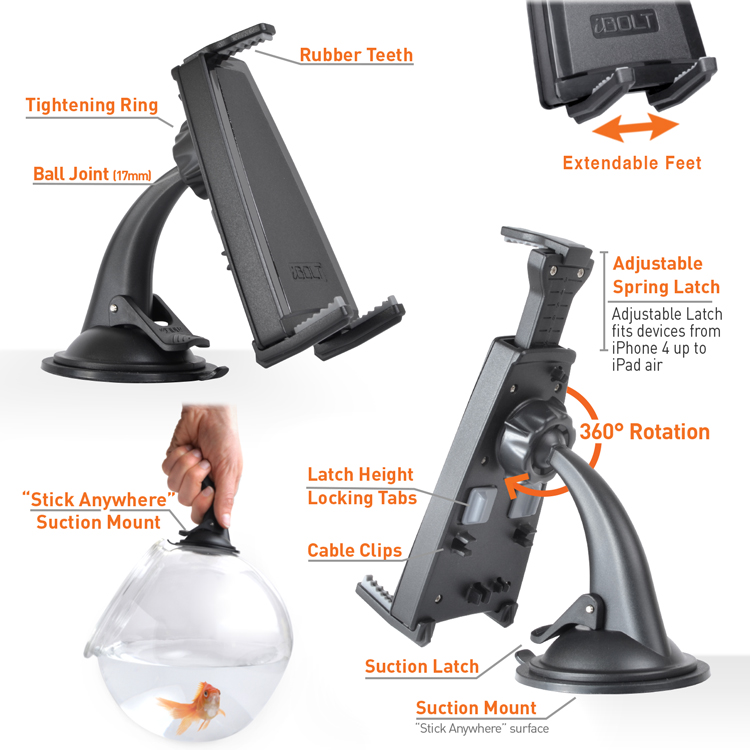 Rubber Teeth
Tightening Ring
Ball Joint (17mm)
iBOLT
iBOLT
Extendable Feet
Adjustable
Spring Latch
Adjustable Latch
fits devices from
iPhone 4 up to
iPad air
360° Rotation
Latch Height
Locking Tabs
Cable Clips
"Stick Anywhere"
Suction Mount
Suction Latch
Suction Mount
"Stick Anywhere" surface